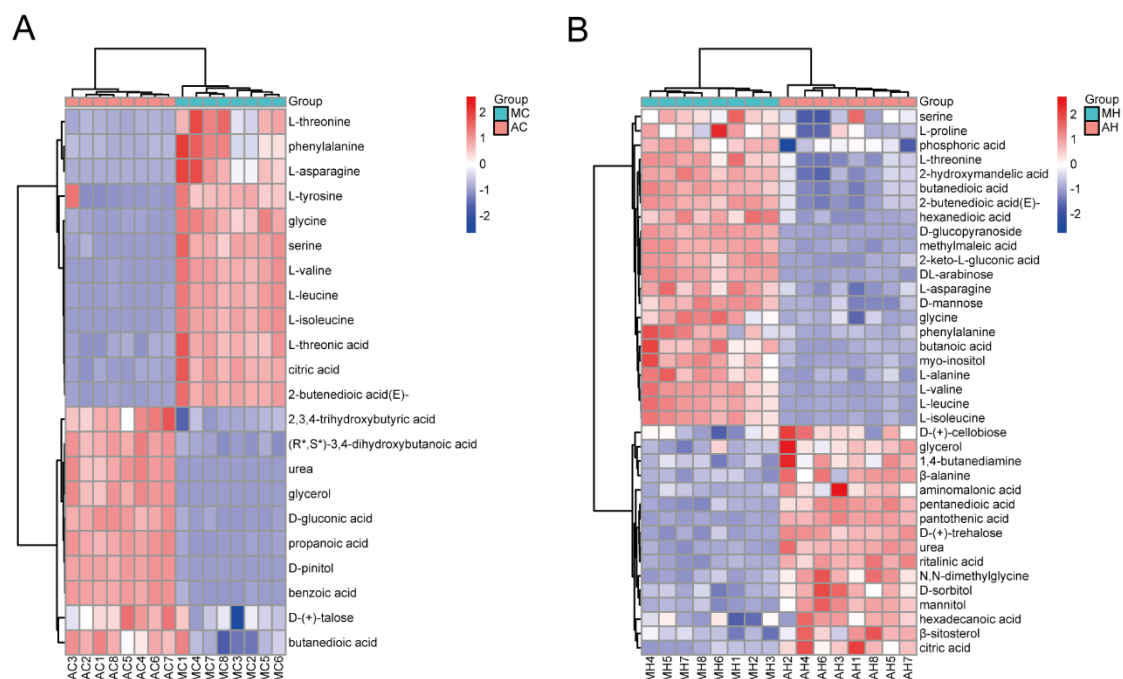 A
Group
L-threonine
phenylalanine
L-asparagine
L-tyrosine
glycine
serine
L-valine
L-leucine
L-isoleucine
L-threonic acid
citric acid
2-butenedioic acid(E)-
2,3,4-trihydroxybutyric acid
(R*,S*)-3,4-dihydroxybutanoic acid
urea
glycerol
D-gluconic acid
propanoic acid
D-pinitol
benzoic acid
D-(+)-talose
butanedioic acid
AC3
AC2
AC1
AC8
AC5
AC4
AC6
AC7
MC1
MC4
MC7
MC8
MC3
MC2
MC5
MC6
2
1
0
-1
-2
Group
MC
AC
B
Group
serine
L-proline
phosphoric acid
L-threonine
2-hydroxymandelic acid
butanedioic acid
2-butenedioic acid(E)-
hexanedioic acid
D-glucopyranoside
methylmaleic acid
2-keto-L-gluconic acid
DL-arabinose
L-asparagine
D-mannose
glycine
phenylalanine
butanoic acid
myo-inositol
L-alanine
L-valine
L-leucine
L-isoleucine
D-(+)-cellobiose
glycerol
1,4-butanediamine
β-alanine
aminomalonic acid
pentanedioic acid
pantothenic acid
D-(+)-trehalose
urea
ritalinic acid
N,N-dimethylglycine
D-sorbitol
mannitol
hexadecanoic acid
β-sitosterol
citric acid
MH4
MH5
MH7
MH8
MH6
MH1
MH2
MH3
AH2
AH4
AH6
AH3
AH1
AH8
AH5
AH7
2
1
0
-1
-2
Group
MH
AH